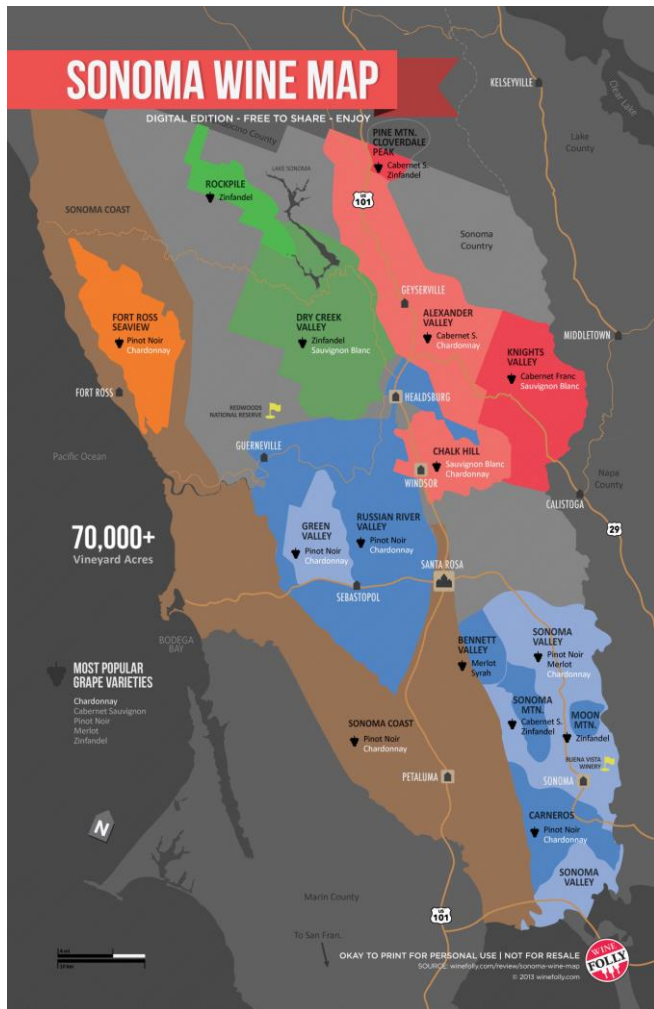 SONOMA WINE MAP
DIGITAL EDITION - FREE TO SHARE - ENJOY
KELSEYVILLE
Clear Lake
Lake
County
PINE MTN.
CLOVERDALE
PEAK
Cabernet S.
Zinfandel
County
LAKE SONOMA
ROCKPILE
Zinfandel
US
101
SONOMA COAST
Sonoma
Country
GEYSERVILLE
FORT ROSS
SEAVIEW
Pinot Noir
Chardonnay
DRY CREEK
VALLEY
Zinfandel
Sauvignon Blanc
ALEXANDER
VALLEY
Cabernet S.
Chardonnay
MIDDLETOWN
KNIGHTS
VALLEY
Cabernet Franc
Sauvignon Blanc
FORT ROSS
HEALDSBURG
REDWOODS
NATIONAL RESERVE
GUERNEVILLE
Pacific Ocean
CHALK HILL
Sauvignon Blanc
Chardonnay
WINDSOR
Napa
County
CALISTOGA
29
70,000+
Vineyard Acres
GREEN
VALLEY
Pinot Noir
Chardonnay
RUSSIAN RIVER
VALLEY
Pinot Noir
Chardonnay
SANTA ROSA
SEBASTOPOL
BODEGA
BAY
BENNETT
VALLEY
Merlot
Syrah
SONOMA
VALLEY
Pinot Noir
Merlot
Chardonnay
MOST POPULAR
GRAPE VARIETIES
Chardonnay
Cabernet Sauvignon
Pinot Noir
Merlot
Zinfandel
SONOMA
MTN.
Cabernet S.
Zinfandel
MOON
MTN.
Zinfandel
SONOMA COAST
Pinot Noir
Chardonnay
BUENA VISTA
WINERY
PETALUMA
SONOMA
CARNEROS
Pinot Noir
Chardonnay
N
SONOMA
VALLEY
Marin County
US
101
To San Fran..
OKAY TO PRINT FOR PERSONAL USE | NOT FOR RESALE
SOURCE: winefolly.com/review/sonoma-wine-map
© 2013 winefolly.com
WINE
FOLLY